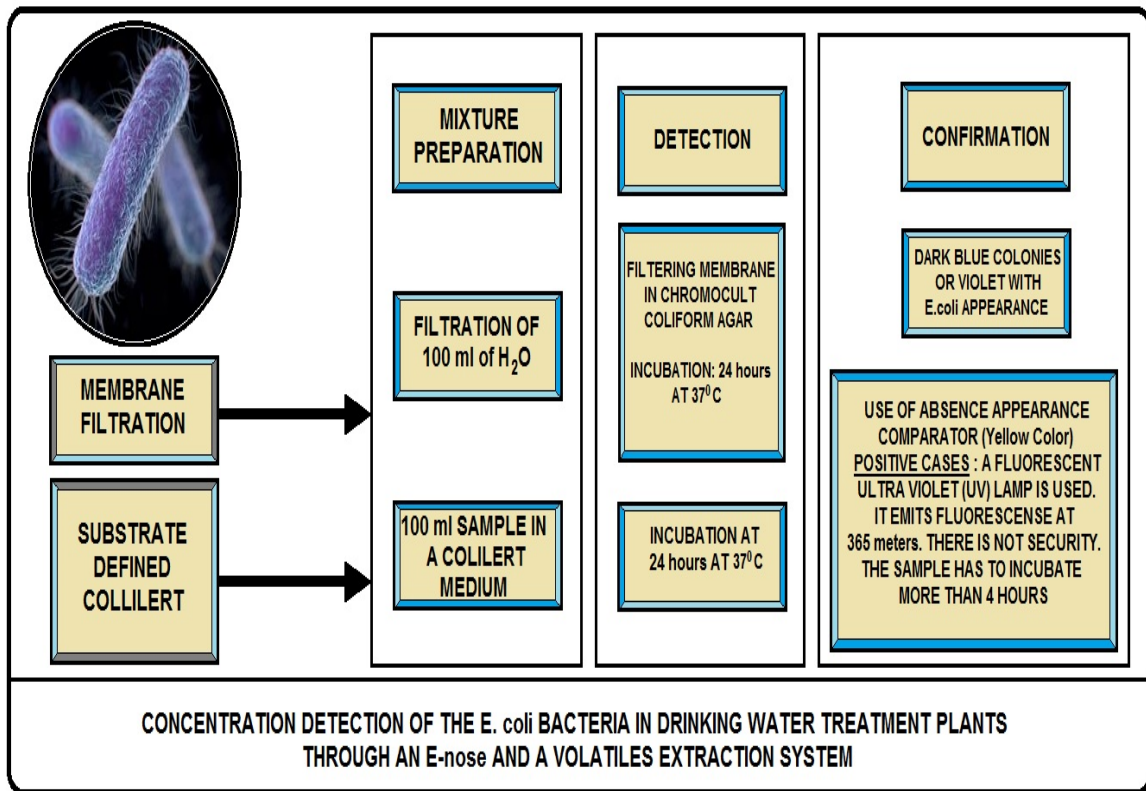 MIXTURE
PREPARATION
DETECTION
CONFIRMATION
MEMBRANE
FILTRATION
FILTRATION OF
100 ml of H₂O
FILTERING MEMBRANE
IN CHROMOCULT
COLIFORM AGAR
INCUBATION: 24 hours
AT 37⁰C
DARK BLUE COLONIES
OR VIOLET WITH
E.coli APPEARANCE
SUBSTRATE
DEFINED
COLLILERT
100 ml SAMPLE IN
A COLILERT
MEDIUM
INCUBATION AT
24 hours AT 37⁰C
USE OF ABSENCE APPEARANCE
COMPARATOR (Yellow Color)
POSITIVE CASES : A FLUORESCENT
ULTRA VIOLET (UV) LAMP IS USED.
IT EMITS FLUORESCENSE AT
365 meters. THERE IS NOT SECURITY.
THE SAMPLE HAS TO INCUBATE
MORE THAN 4 HOURS
CONCENTRATION DETECTION OF THE E. coli BACTERIA IN DRINKING WATER TREATMENT PLANTS
THROUGH AN E-nose AND A VOLATILES EXTRACTION SYSTEM